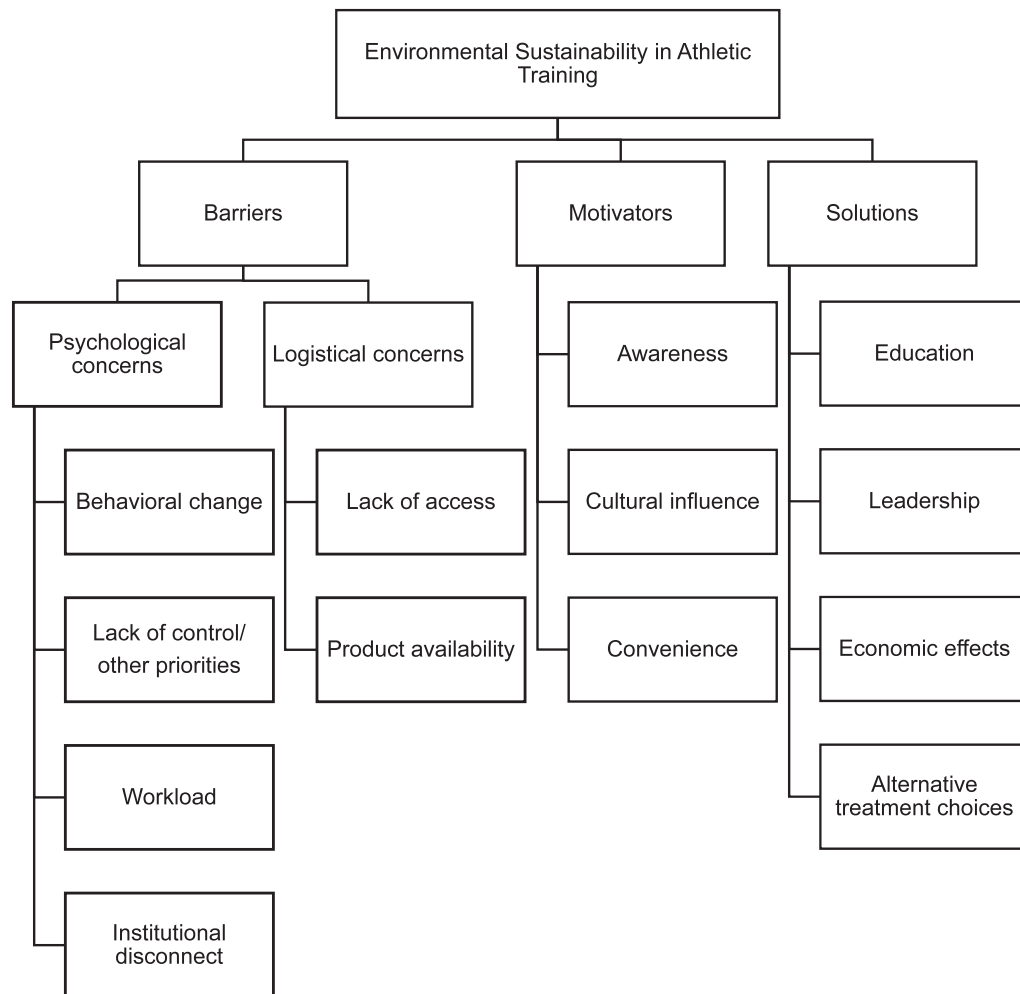 Environmental Sustainability in Athletic
Training
Barriers
Motivators
Solutions
Psychological
concerns
Logistical concerns
Awareness
Education
Behavioral change
Lack of access
Cultural influence
Leadership
Lack of control/
other priorities
Product availability
Convenience
Economic effects
Workload
Alternative
treatment choices
Institutional
disconnect